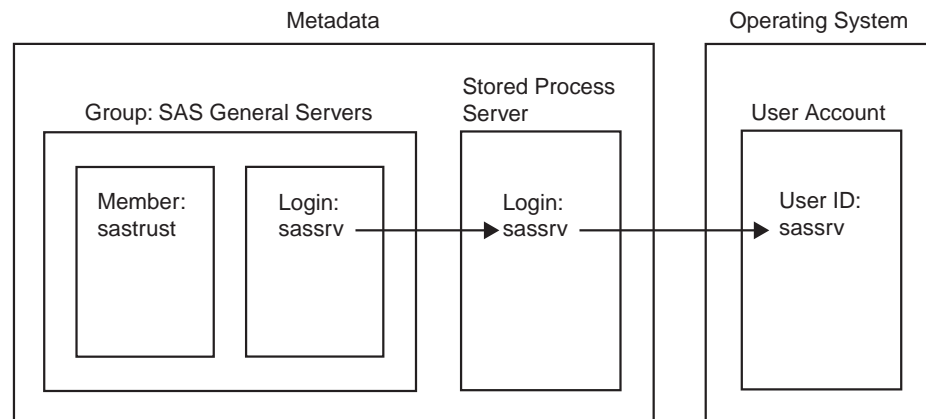 Metadata
Operating System
Group: SAS General Servers
Stored Process
Server
User Account
Member:
sastrust
Login:
sassrv
Login:
sassrv
User ID:
sassrv